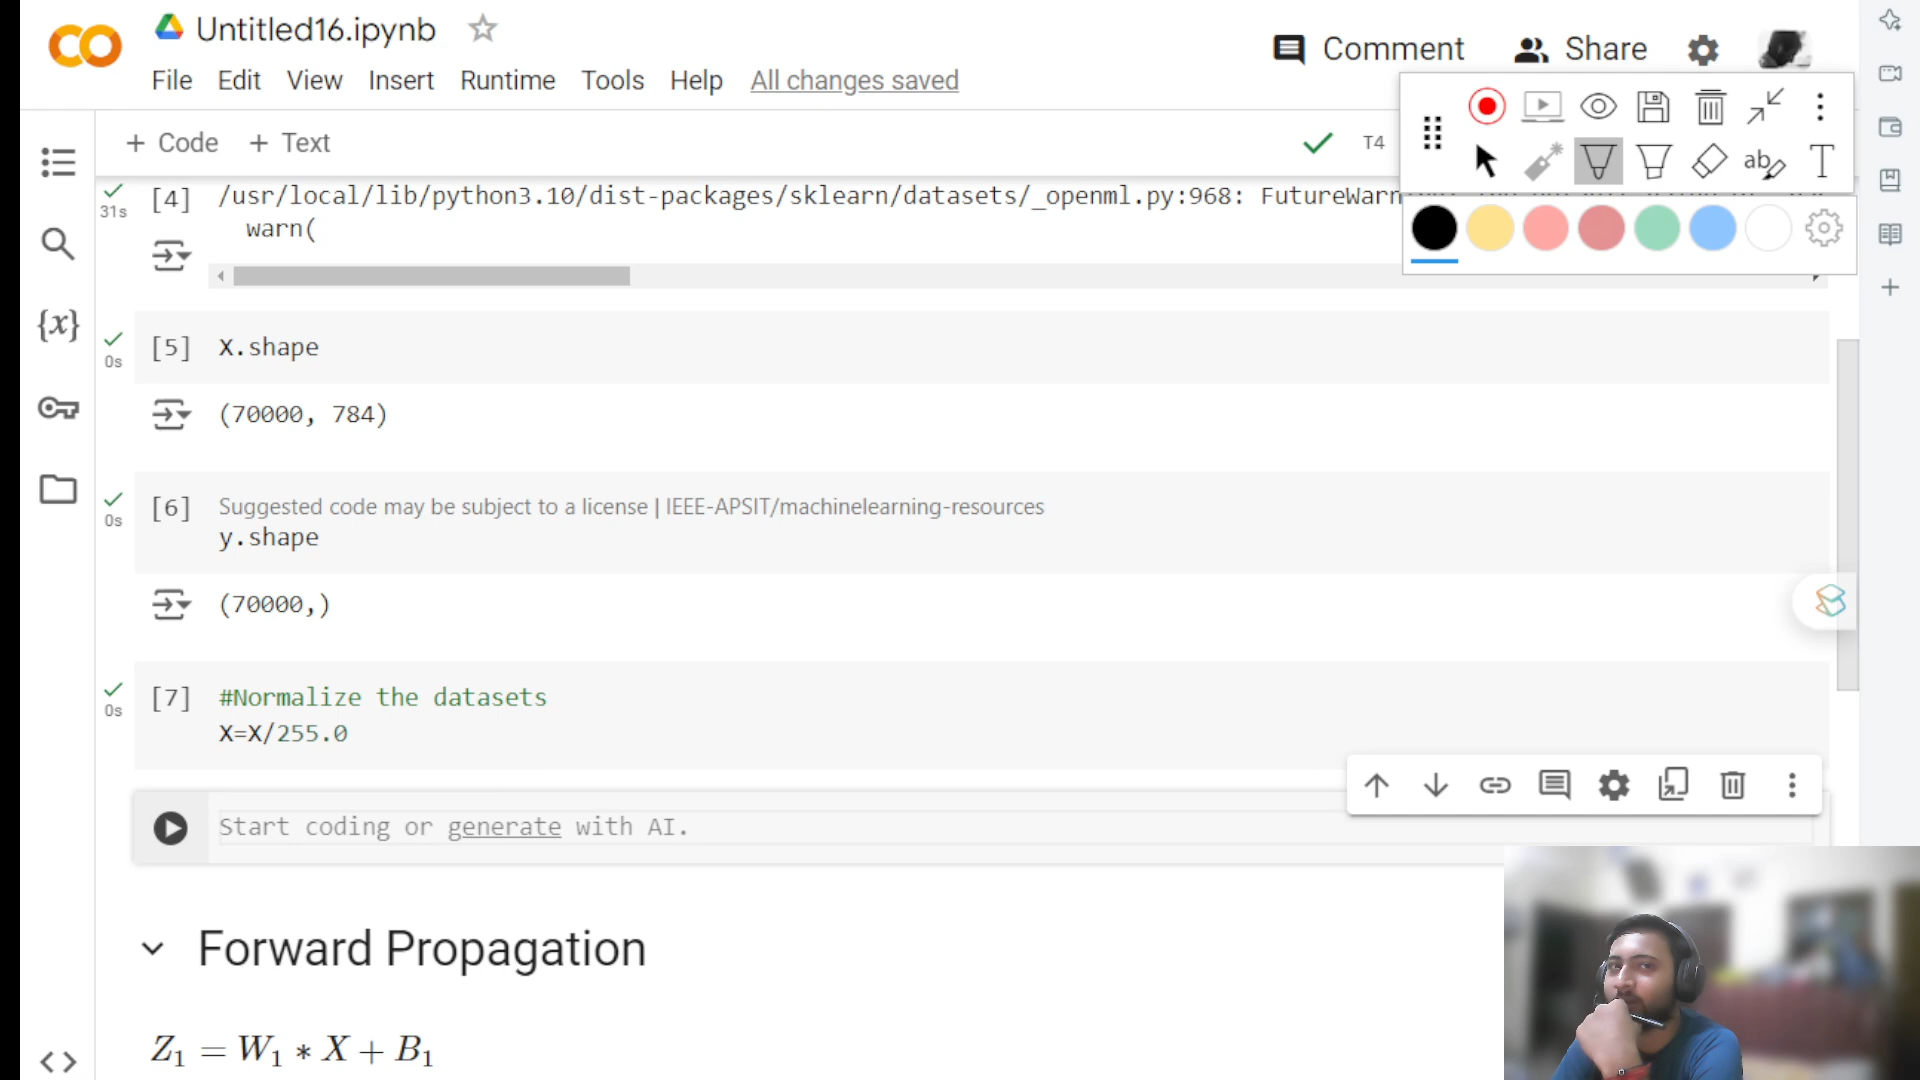 Untitled16.ipynb
File Edit View Insert Runtime Tools Help All changes saved
Comment Share
+ Code + Text
T4
ab T
31s
[4] /usr/local/lib/python3.10/dist-packages/sklearn/datasets/_openml.py:968: FutureWarn
warn(
{x}
0s
[5] X.shape
(70000, 784)
0s
[6] Suggested code may be subject to a license | IEEE-APSIT/machinelearning-resources
y.shape
(70000,)
0s
[7] #Normalize the datasets
X=X/255.0
Start coding or generate with AI.
Forward Propagation
Z₁ = W₁ * X + B₁